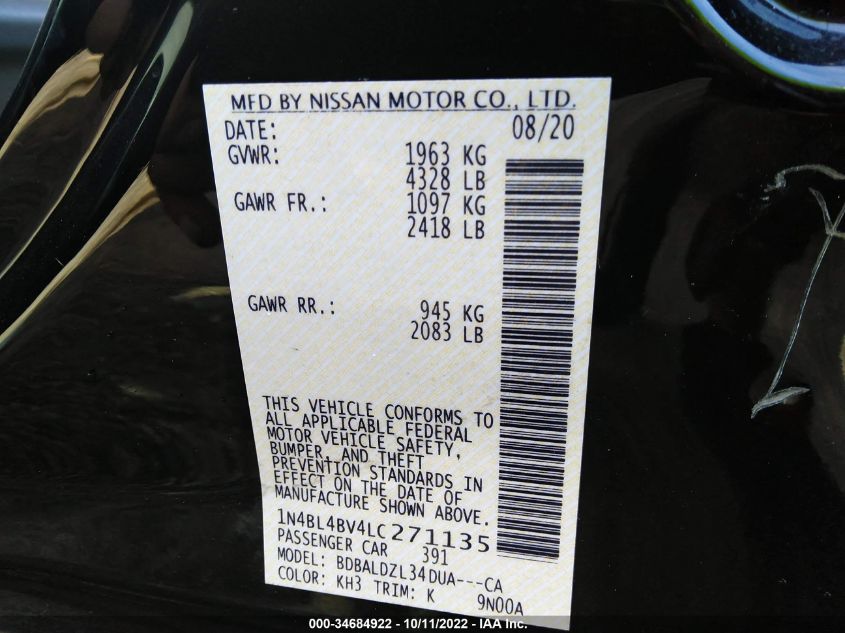 MFD BY NISSAN MOTOR CO., LTD.
DATE: 08/20
GVWR: 1963 KG
4328 LB
GAWR FR.: 1097 KG
2418 LB
GAWR RR.: 945 KG
2083 LB
THIS VEHICLE CONFORMS TO
ALL APPLICABLE FEDERAL
MOTOR VEHICLE SAFETY,
BUMPER, AND THEFT
PREVENTION STANDARDS IN
EFFECT ON THE DATE OF
MANUFACTURE SHOWN ABOVE.
1N4BL4BV4LC271135
PASSENGER CAR 391
MODEL: BDBALDZL34DUA---CA
COLOR: KH3 TRIM: K 9N00A
000-34684922 - 10/11/2022 - IAA Inc.